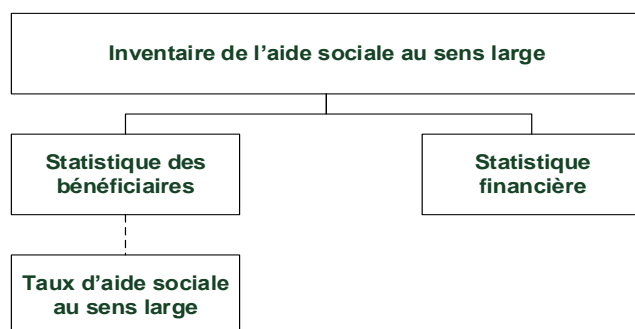 Inventaire de l’aide sociale au sens large
Statistique des
bénéficiaires
Statistique
financière
Taux d’aide sociale
au sens large